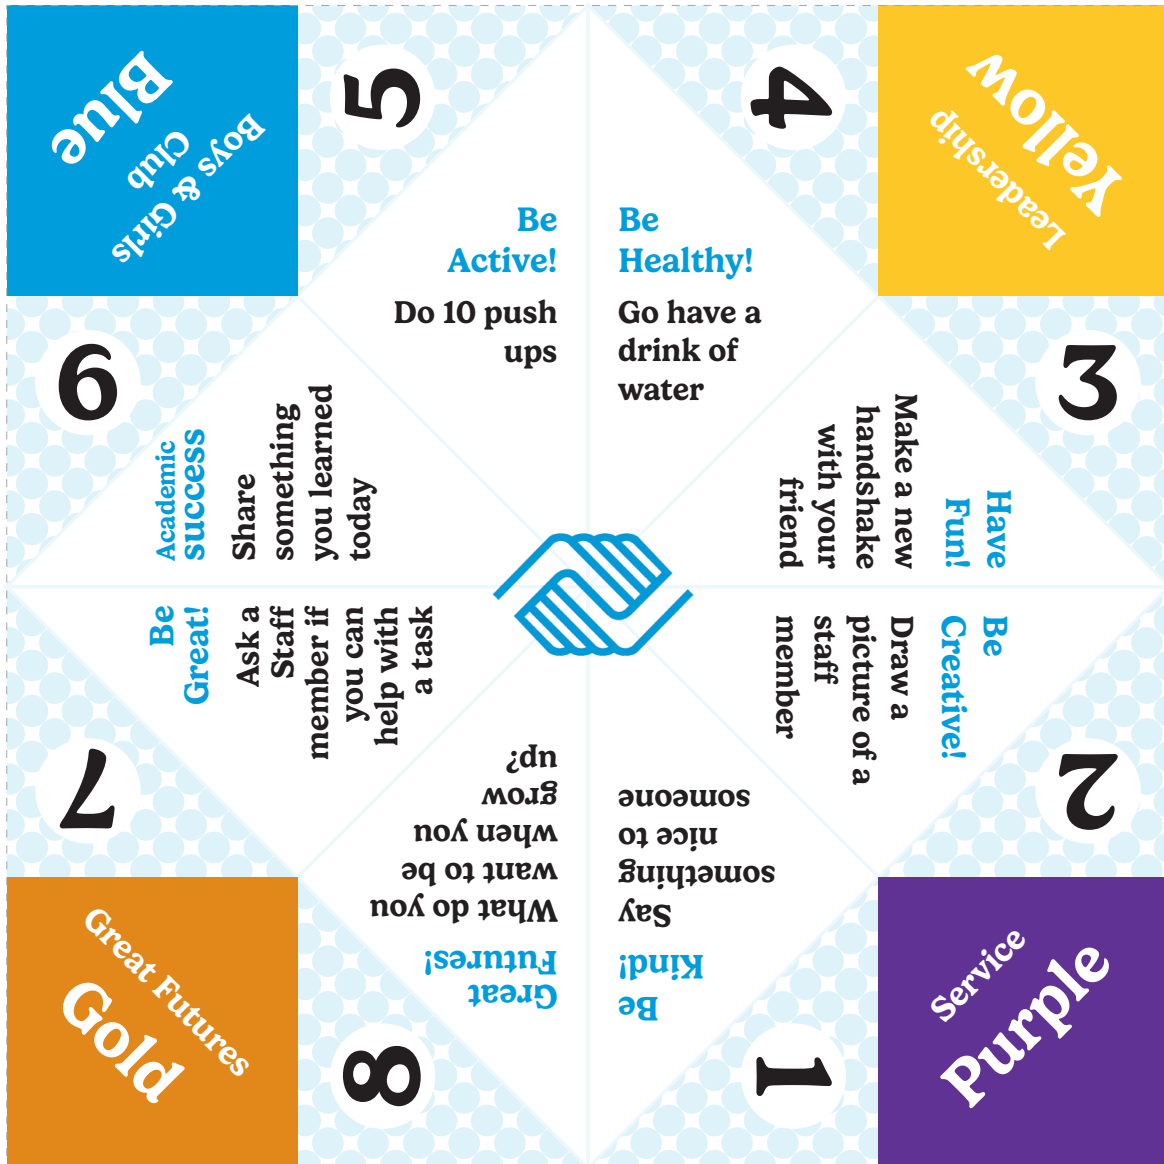 Blue
Boys & Girls
Club
5
4
Yellow
Leadership
Be
Active!
Do 10 push
ups
Be
Healthy!
Go have a
drink of
water
6
Academic
success
Share
something
you learned
today
3
Have
Fun!
Make a new
handshake
with your
friend
Be
Great!
Ask a
Staff
member if
you can
help with
a task
7
Be
Creative!
Draw a
picture of a
staff
member
2
Great
Futures!
What do you
want to be
when you
grow
up?
8
Be
Kind!
Say
something
nice to
someone
1
Great Futures
Gold
Service
Purple